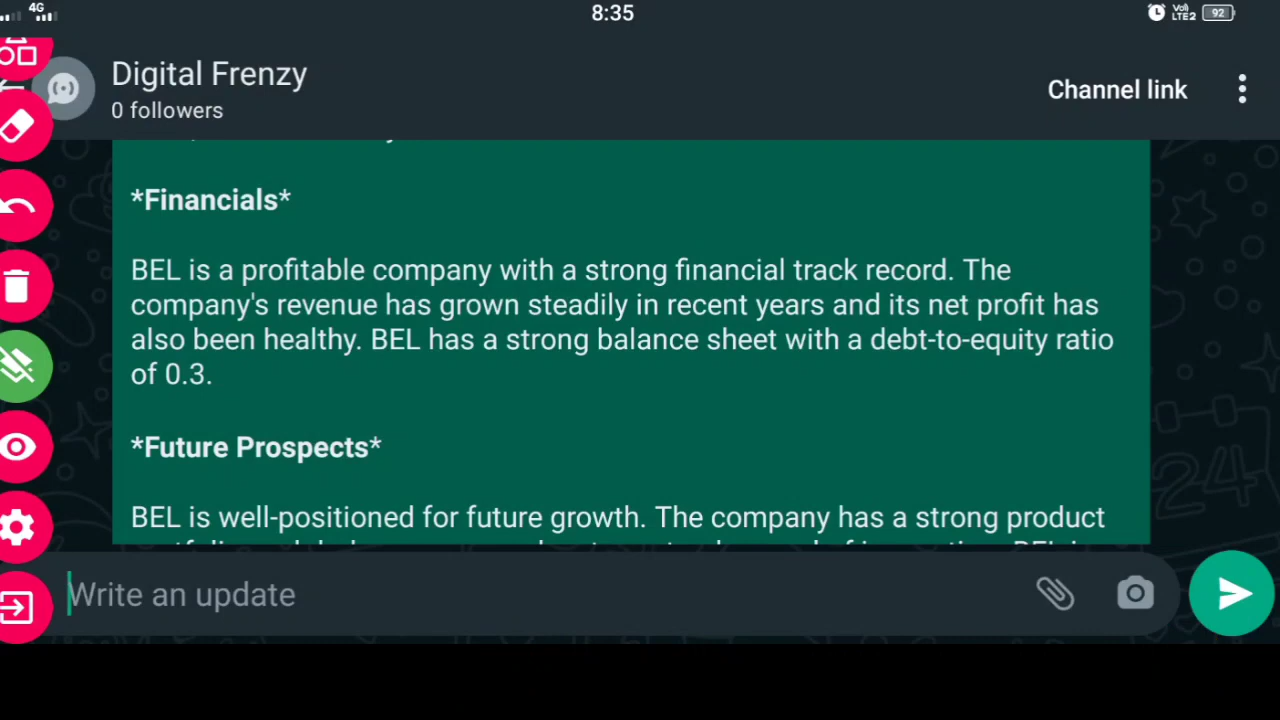 4G
8:35
Vol)
LTE2
92
Digital Frenzy
0 followers
Channel link
*Financials*
BEL is a profitable company with a strong financial track record. The
company's revenue has grown steadily in recent years and its net profit has
also been healthy. BEL has a strong balance sheet with a debt-to-equity ratio
of 0.3.
*Future Prospects*
BEL is well-positioned for future growth. The company has a strong product
Write an update